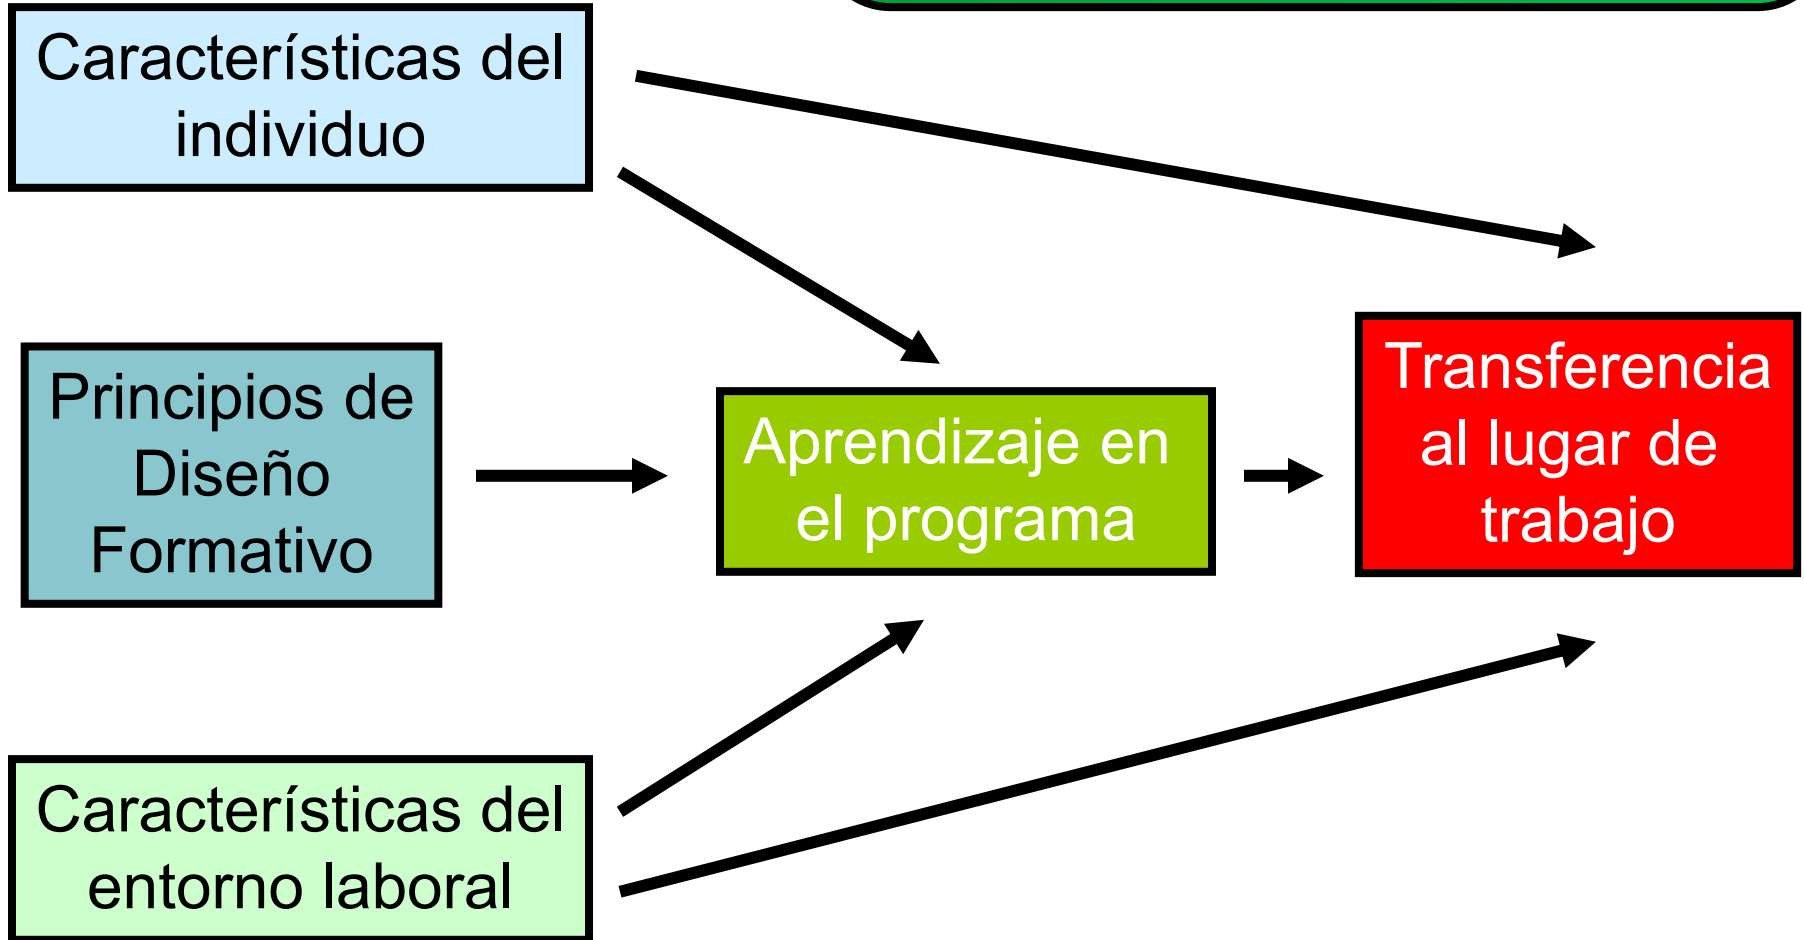 Características del
individuo
Principios de
Diseño
Formativo
Aprendizaje en
el programa
Transferencia
al lugar de
trabajo
Características del
entorno laboral